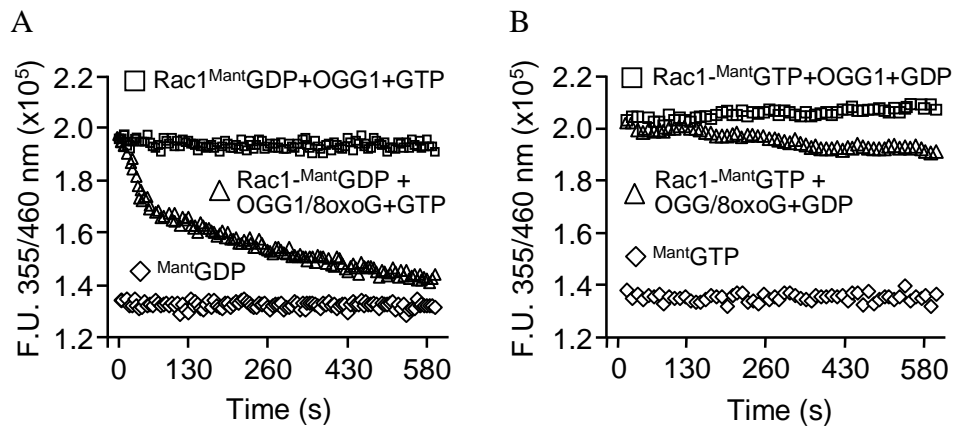 A
F.U. 355/460 nm (x10⁵)
2.2
2.0
1.8
1.6
1.4
1.2
Rac1ᴹᵃⁿᵗGDP+OGG1+GTP
Rac1-ᴹᵃⁿᵗGDP +
OGG1/8oxoG+GTP
ᴹᵃⁿᵗGDP
0 130 260 430 580
Time (s)
B
F.U. 355/460 nm (x10⁵)
2.2
2.0
1.8
1.6
1.4
1.2
Rac1-ᴹᵃⁿᵗGTP+OGG1+GDP
Rac1-ᴹᵃⁿᵗGTP +
OGG/8oxoG+GDP
ᴹᵃⁿᵗGTP
0 130 260 430 580
Time (s)